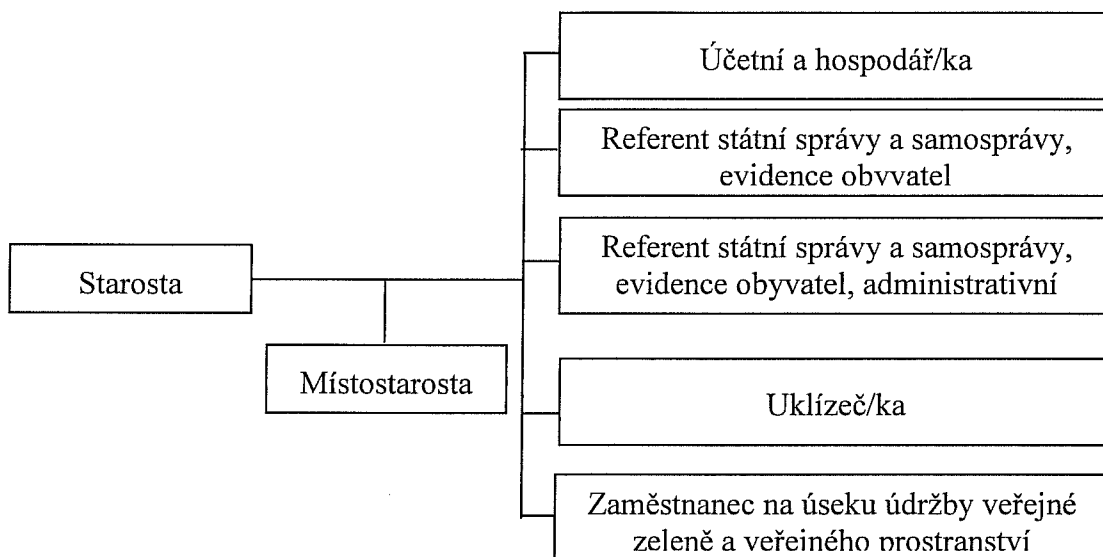 Účetní a hospodář/ka
Referent státní správy a samosprávy,
evidence obyvatel
Referent státní správy a samosprávy,
evidence obyvatel, administrativní
Starosta
Místostarosta
Uklízeč/ka
Zaměstnanec na úseku údržby veřejné
zeleně a veřejného prostranství